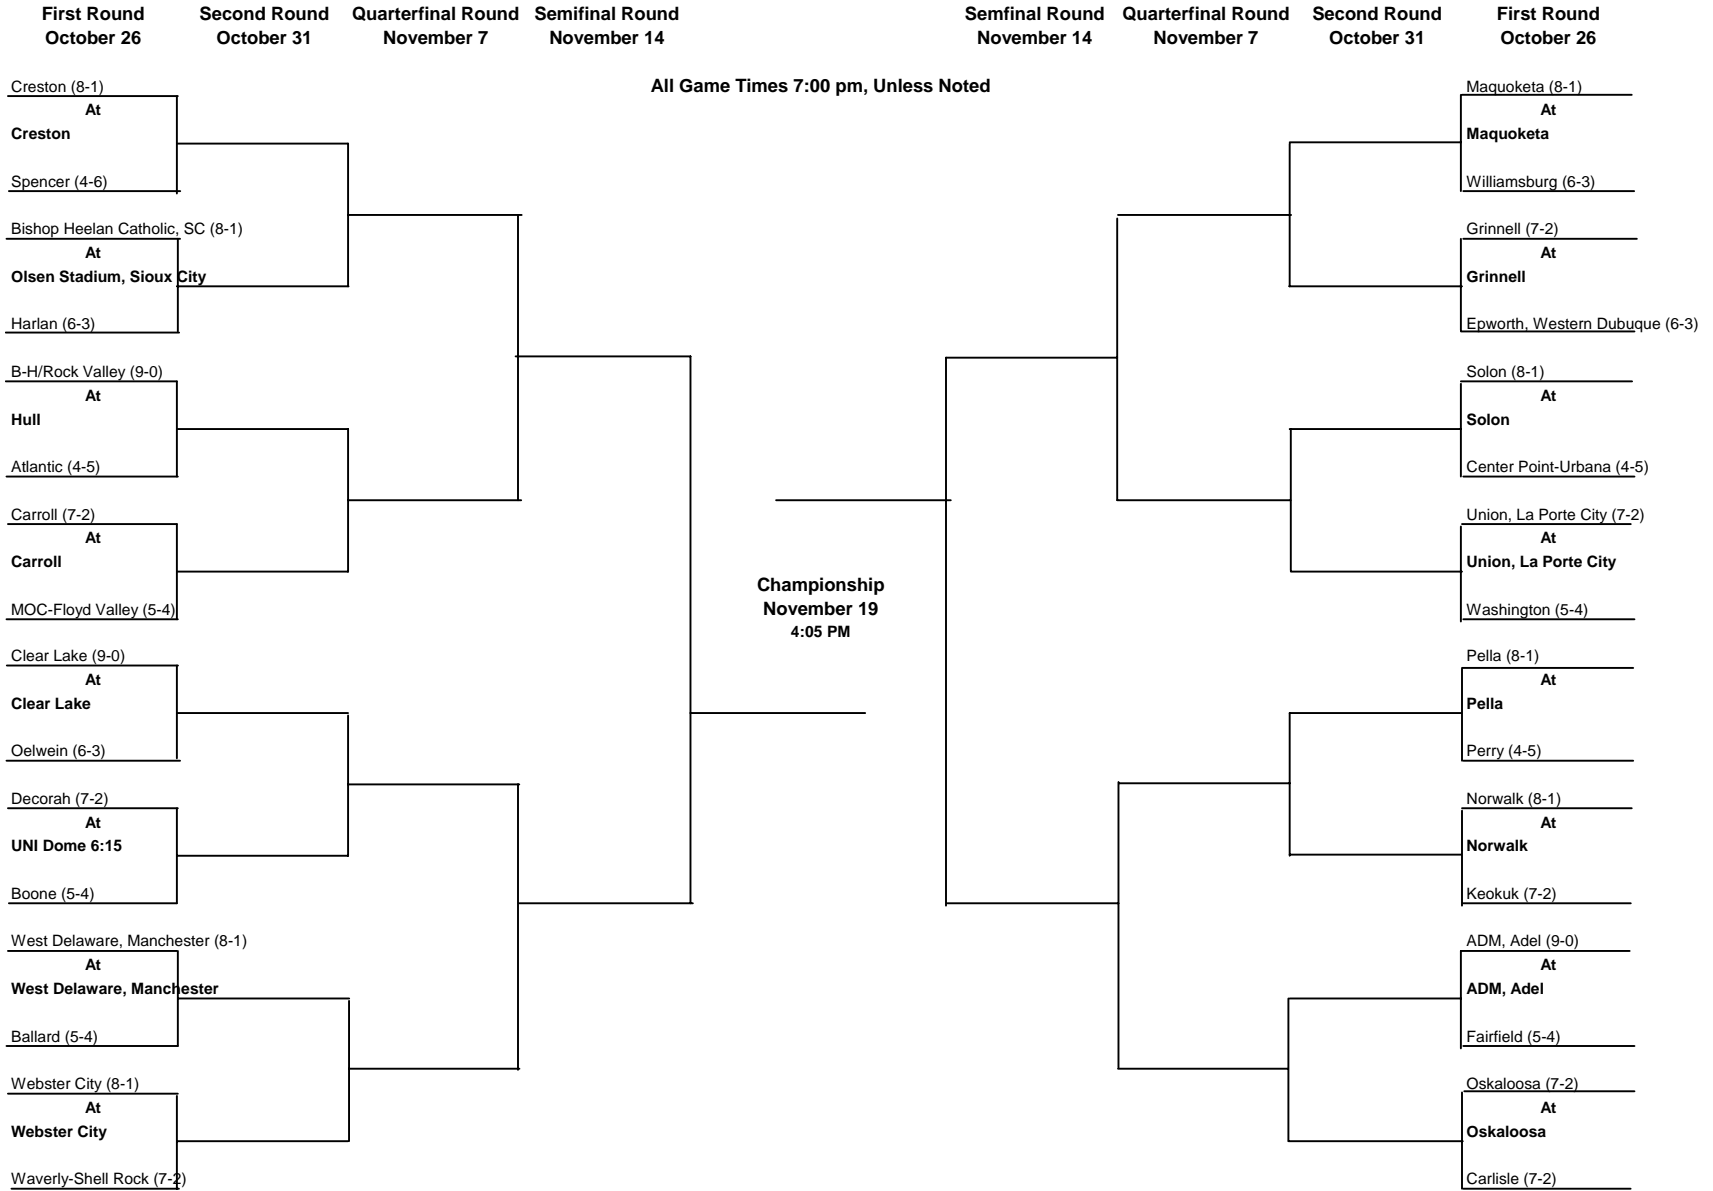 First Round
October 26
Second Round
October 31
Quarterfinal Round
November 7
Semifinal Round
November 14
Semfinal Round
November 14
Quarterfinal Round
November 7
Second Round
October 31
First Round
October 26
All Game Times 7:00 pm, Unless Noted
Creston (8-1)
At
Creston
Spencer (4-6)
Bishop Heelan Catholic, SC (8-1)
At
Olsen Stadium, Sioux City
Harlan (6-3)
B-H/Rock Valley (9-0)
At
Hull
Atlantic (4-5)
Carroll (7-2)
At
Carroll
MOC-Floyd Valley (5-4)
Clear Lake (9-0)
At
Clear Lake
Oelwein (6-3)
Decorah (7-2)
At
UNI Dome 6:15
Boone (5-4)
West Delaware, Manchester (8-1)
At
West Delaware, Manchester
Ballard (5-4)
Webster City (8-1)
At
Webster City
Waverly-Shell Rock (7-2)
Championship
November 19
4:05 PM
Maquoketa (8-1)
At
Maquoketa
Williamsburg (6-3)
Grinnell (7-2)
At
Grinnell
Epworth, Western Dubuque (6-3)
Solon (8-1)
At
Solon
Center Point-Urbana (4-5)
Union, La Porte City (7-2)
At
Union, La Porte City
Washington (5-4)
Pella (8-1)
At
Pella
Perry (4-5)
Norwalk (8-1)
At
Norwalk
Keokuk (7-2)
ADM, Adel (9-0)
At
ADM, Adel
Fairfield (5-4)
Oskaloosa (7-2)
At
Oskaloosa
Carlisle (7-2)